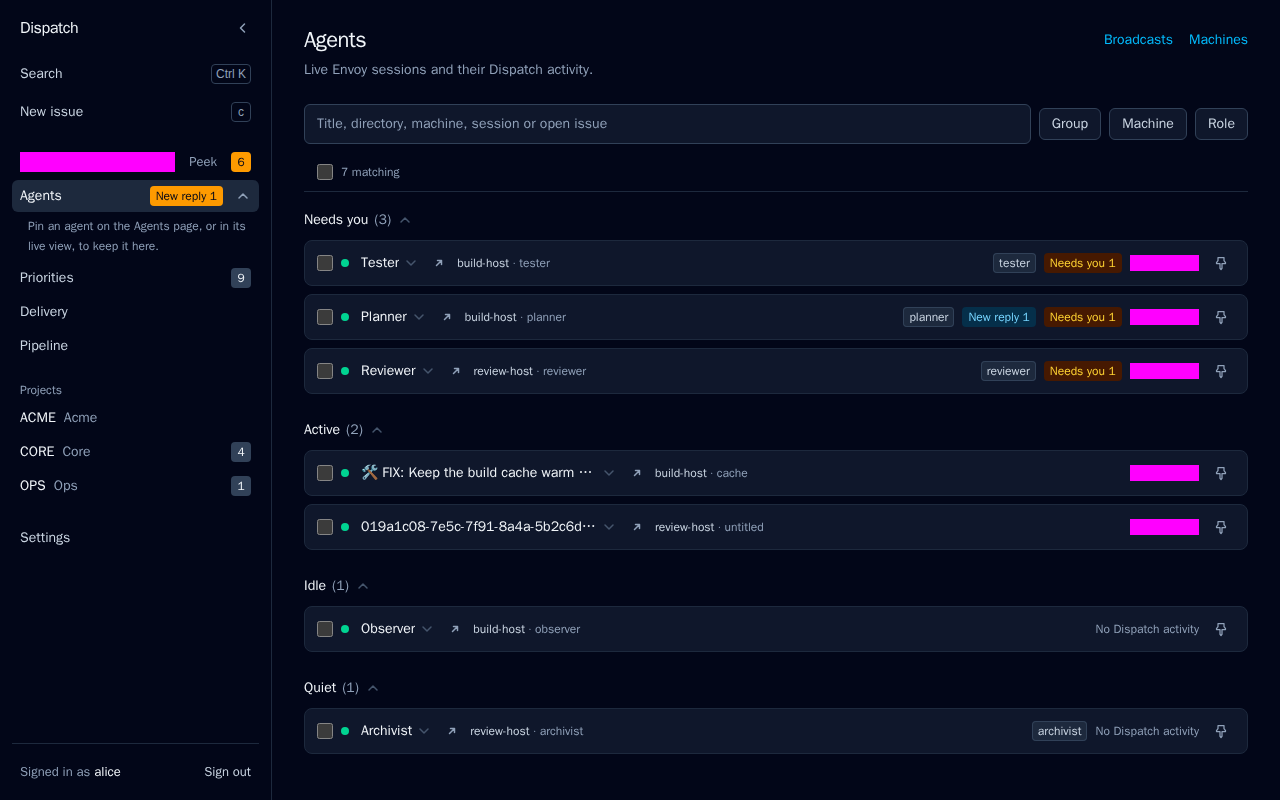 Dispatch
Search Ctrl K
New issue c
Peek 6
Agents New reply 1
Pin an agent on the Agents page, or in its
live view, to keep it here.
Priorities 9
Delivery
Pipeline
Projects
ACME Acme
CORE Core 4
OPS Ops 1
Settings
Signed in as alice Sign out
Agents Broadcasts Machines
Live Envoy sessions and their Dispatch activity.
Title, directory, machine, session or open issue Group Machine Role
7 matching
Needs you (3)
Tester build-host · tester tester Needs you 1
Planner build-host · planner planner New reply 1 Needs you 1
Reviewer review-host · reviewer reviewer Needs you 1
Active (2)
🛠️ FIX: Keep the build cache warm ··· build-host · cache
019a1c08-7e5c-7f91-8a4a-5b2c6d··· review-host · untitled
Idle (1)
Observer build-host · observer No Dispatch activity
Quiet (1)
Archivist review-host · archivist archivist No Dispatch activity